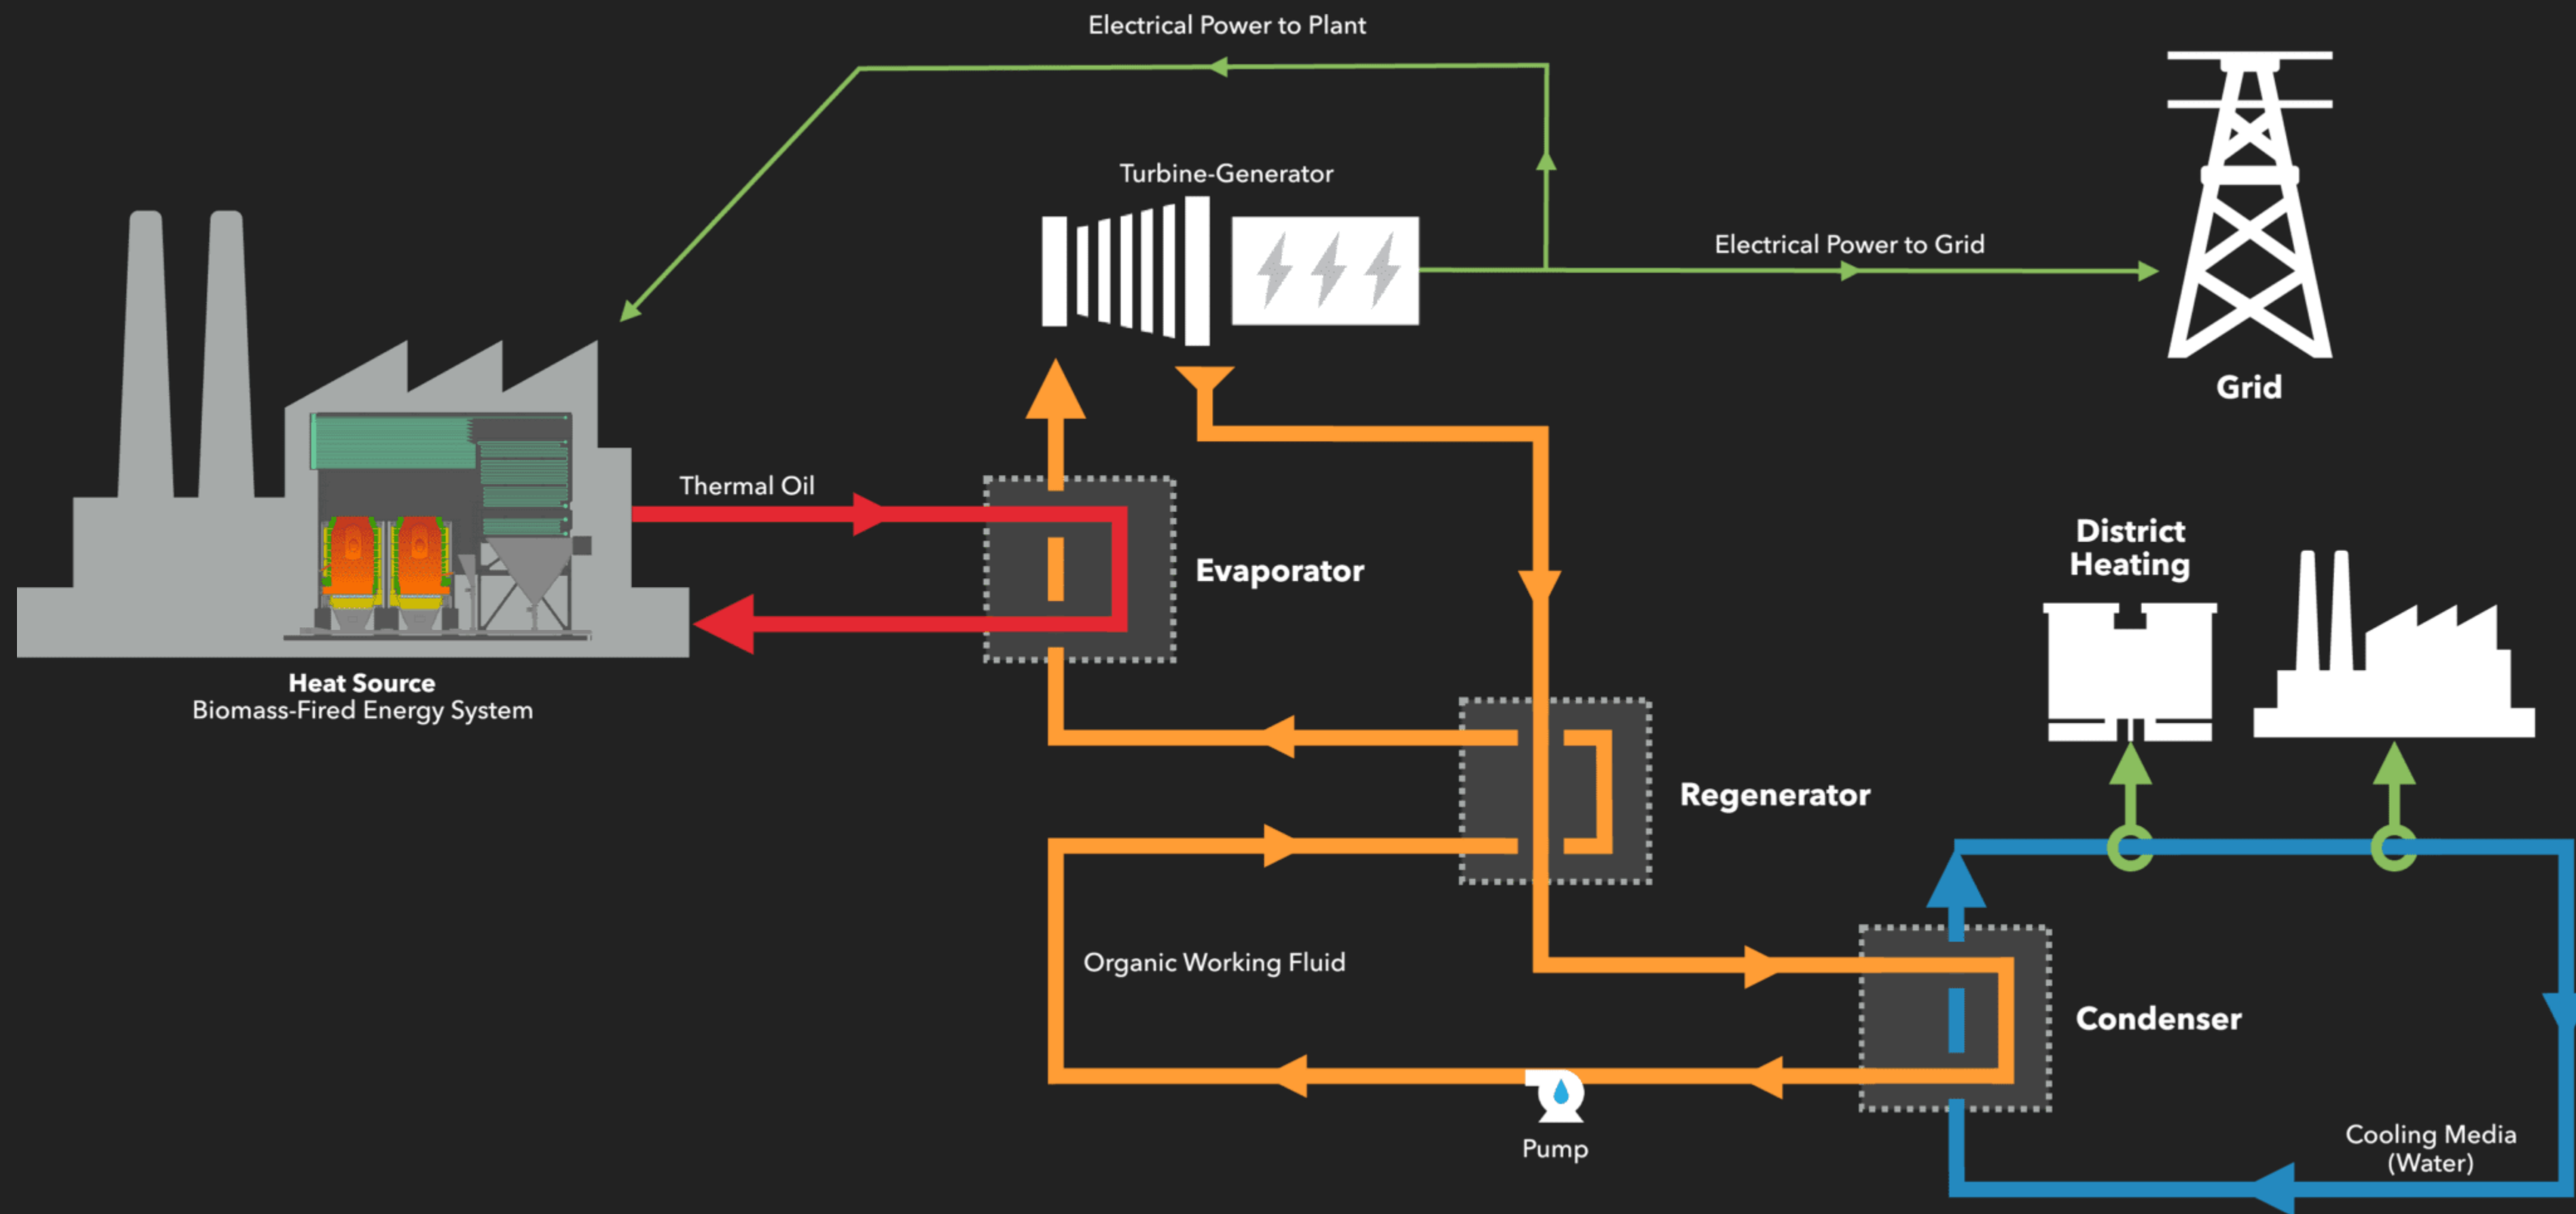 Electrical Power to Plant
Turbine-Generator
Electrical Power to Grid
Grid
Thermal Oil
Evaporator
District
Heating
Heat Source
Biomass-Fired Energy System
Regenerator
Organic Working Fluid
Condenser
Pump
Cooling Media
(Water)